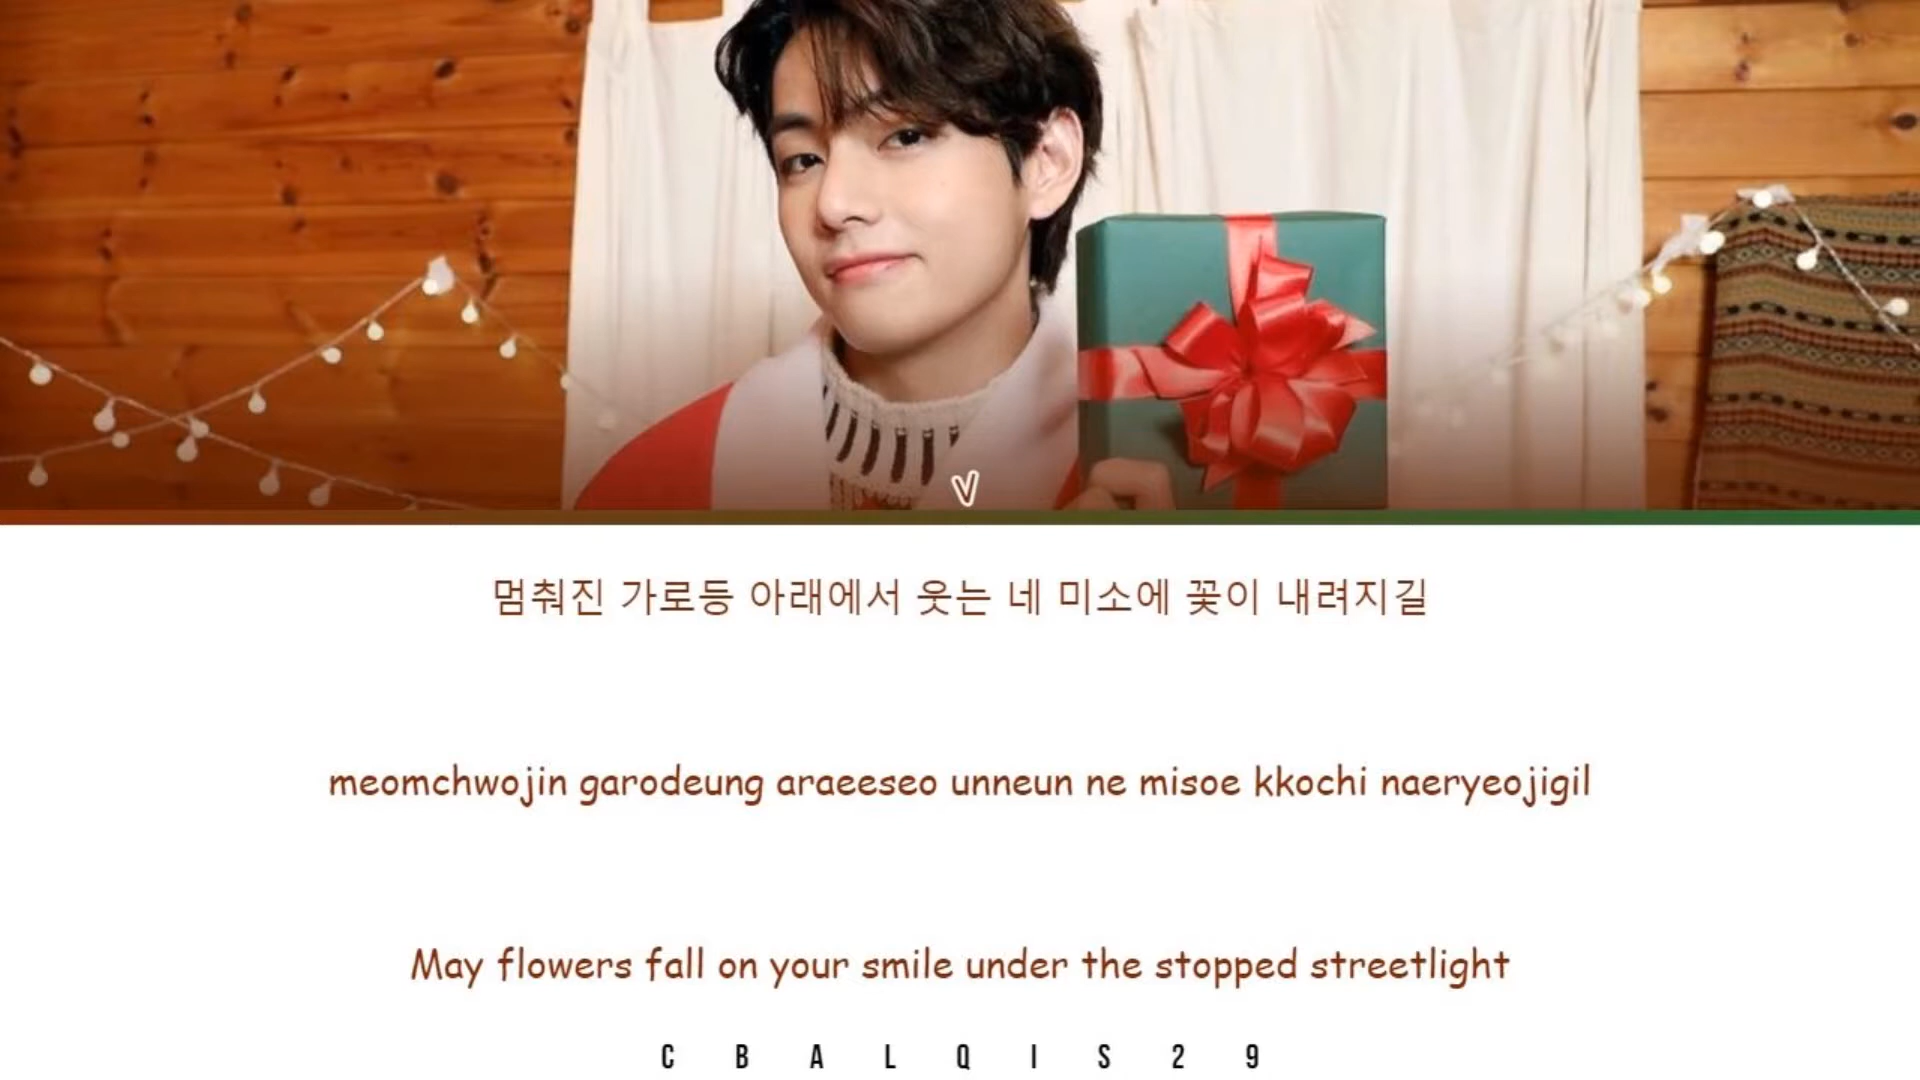 V
멈춰진 가로등 아래에서 웃는 네 미소에 꽃이 내려지길
meomchwojin garodeung araeeseo unneun ne misoe kkochi naeryeojigil
May flowers fall on your smile under the stopped streetlight
CBALQIS29